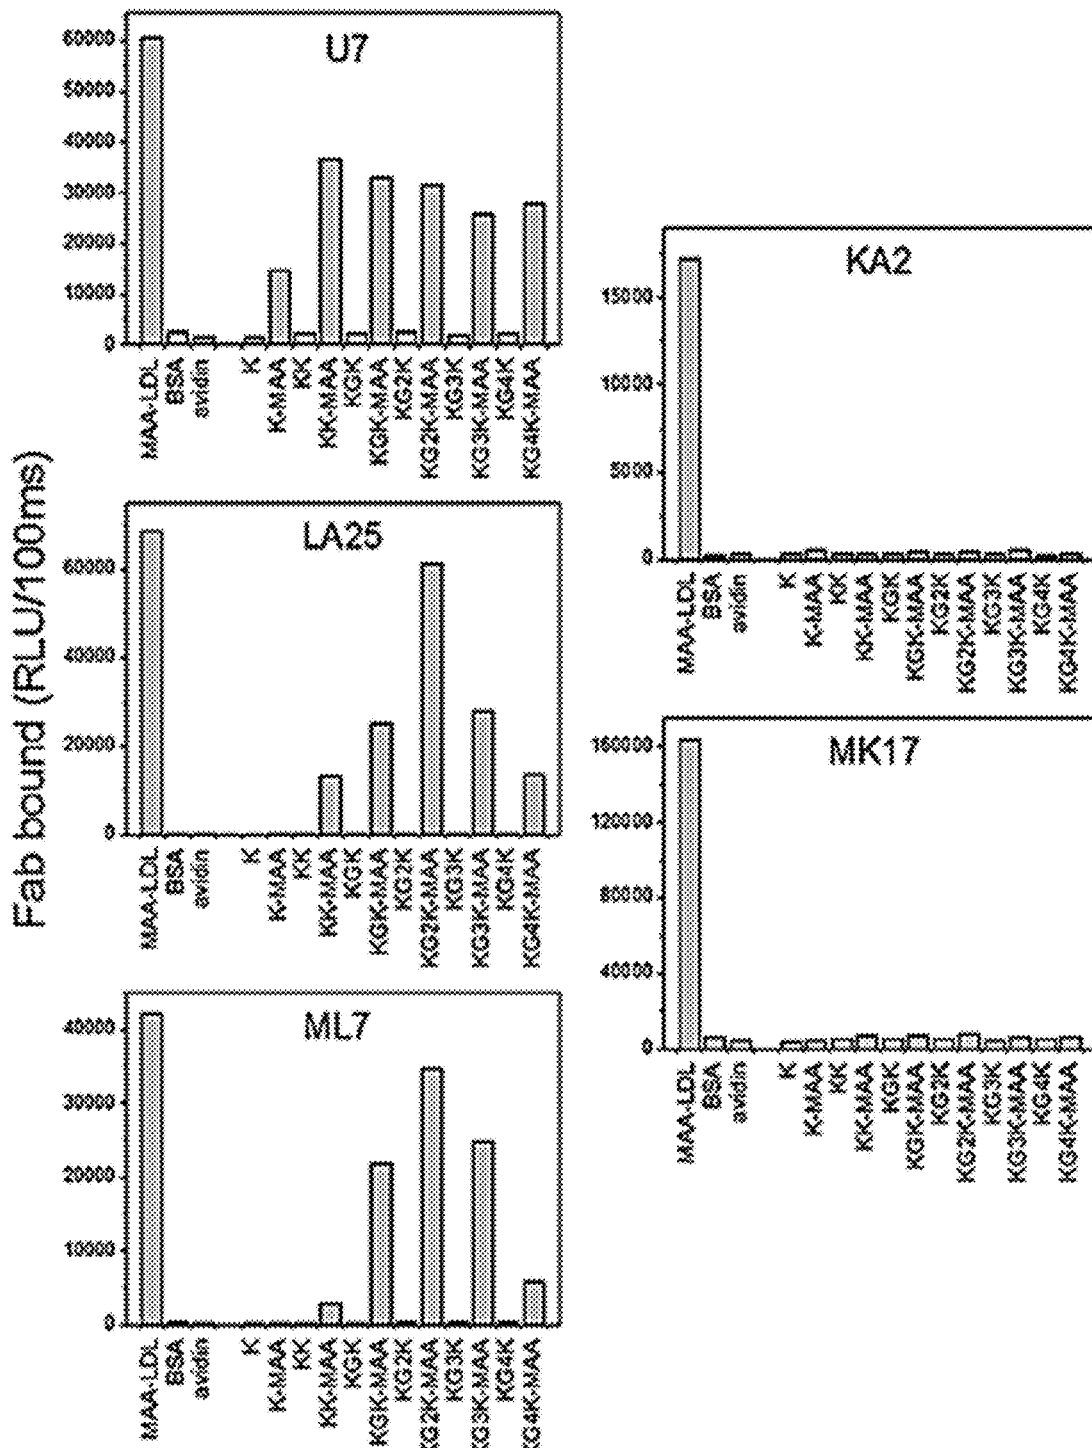 Fab bound (RLU/100ms)
U7
60000
50000
40000
30000
20000
10000
0
MAA-LDL
BSA
avidin
K
K-MAA
KK
KK-MAA
KGK
KGK-MAA
KG2K
KG2K-MAA
KG3K
KG3K-MAA
KG4K
KG4K-MAA
LA25
60000
40000
20000
0
MAA-LDL
BSA
avidin
K
K-MAA
KK
KK-MAA
KGK
KGK-MAA
KG2K
KG2K-MAA
KG3K
KG3K-MAA
KG4K
KG4K-MAA
ML7
40000
30000
20000
10000
0
MAA-LDL
BSA
avidin
K
K-MAA
KK
KK-MAA
KGK
KGK-MAA
KG2K
KG2K-MAA
KG3K
KG3K-MAA
KG4K
KG4K-MAA
KA2
15000
10000
5000
0
MAA-LDL
BSA
avidin
K
K-MAA
KK
KK-MAA
KGK
KGK-MAA
KG2K
KG2K-MAA
KG3K
KG3K-MAA
KG4K
KG4K-MAA
MK17
160000
120000
80000
40000
0
MAA-LDL
BSA
avidin
K
K-MAA
KK
KK-MAA
KGK
KGK-MAA
KG2K
KG2K-MAA
KG3K
KG3K-MAA
KG4K
KG4K-MAA